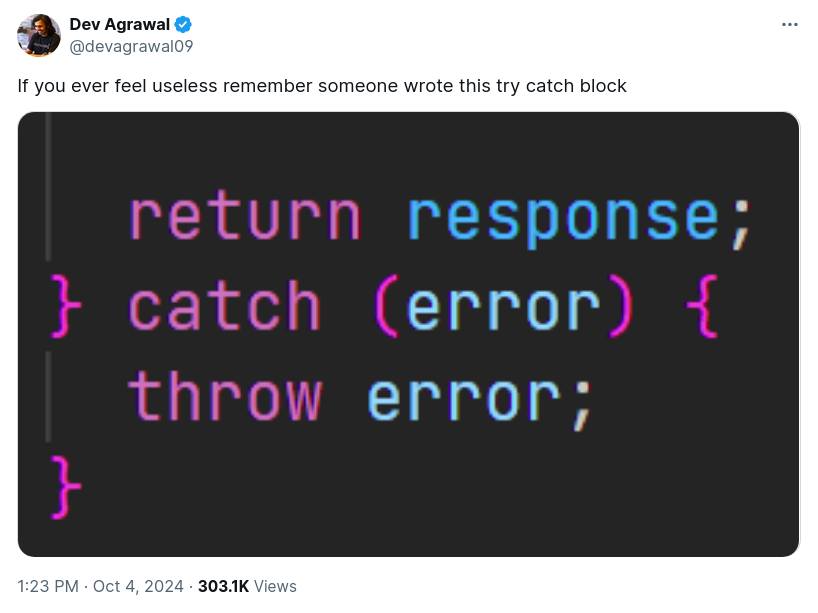 Dev Agrawal
@devagrawal09
If you ever feel useless remember someone wrote this try catch block
return response;
} catch (error) {
throw error;
}
1:23 PM · Oct 4, 2024 · 303.1K Views